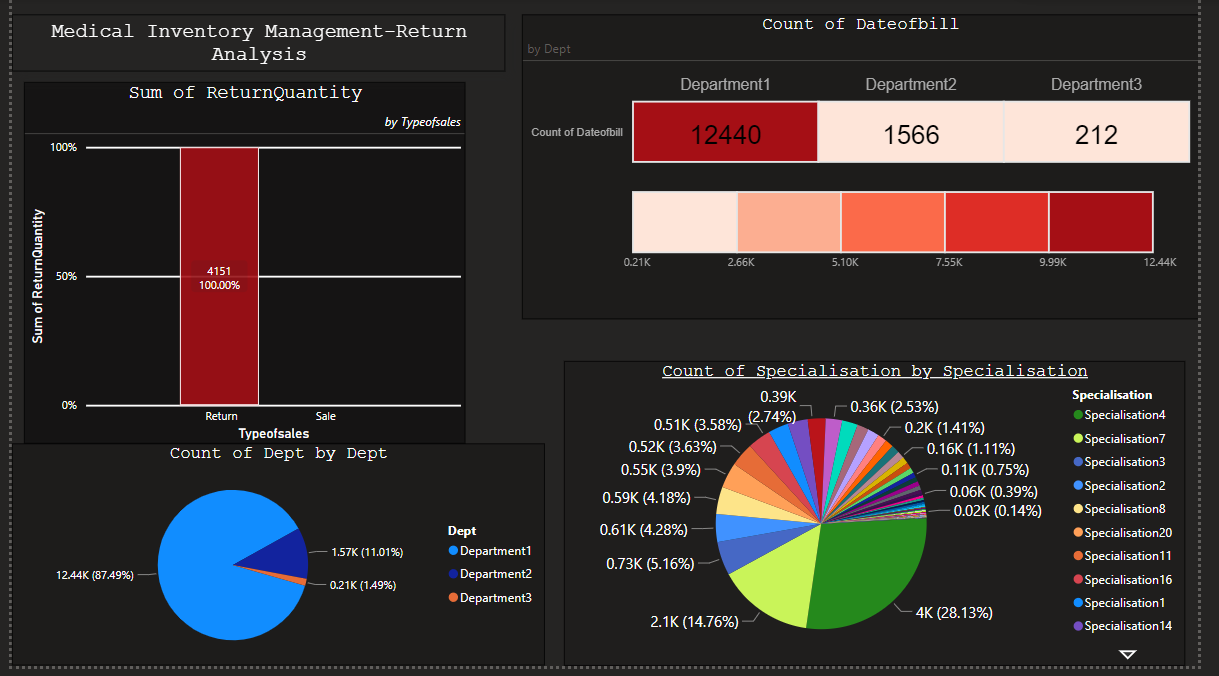 Medical Inventory Management-Return
Analysis
Sum of ReturnQuantity
by Typeofsales
100%
50%
0%
Sum of ReturnQuantity
4151
100.00%
Return
Sale
Typeofsales
Count of Dateofbill
by Dept
Department1
Department2
Department3
Count of Dateofbill
12440
1566
212
0.21K
2.66K
5.10K
7.55K
9.99K
12.44K
Count of Dept by Dept
12.44K (87.49%)
1.57K (11.01%)
0.21K (1.49%)
Dept
Department1
Department2
Department3
Count of Specialisation by Specialisation
0.39K
(2.74%)
0.51K (3.58%)
0.52K (3.63%)
0.55K (3.9%)
0.59K (4.18%)
0.61K (4.28%)
0.73K (5.16%)
2.1K (14.76%)
0.36K (2.53%)
0.2K (1.41%)
0.16K (1.11%)
0.11K (0.75%)
0.06K (0.39%)
0.02K (0.14%)
4K (28.13%)
Specialisation
Specialisation4
Specialisation7
Specialisation3
Specialisation2
Specialisation8
Specialisation20
Specialisation11
Specialisation16
Specialisation1
Specialisation14